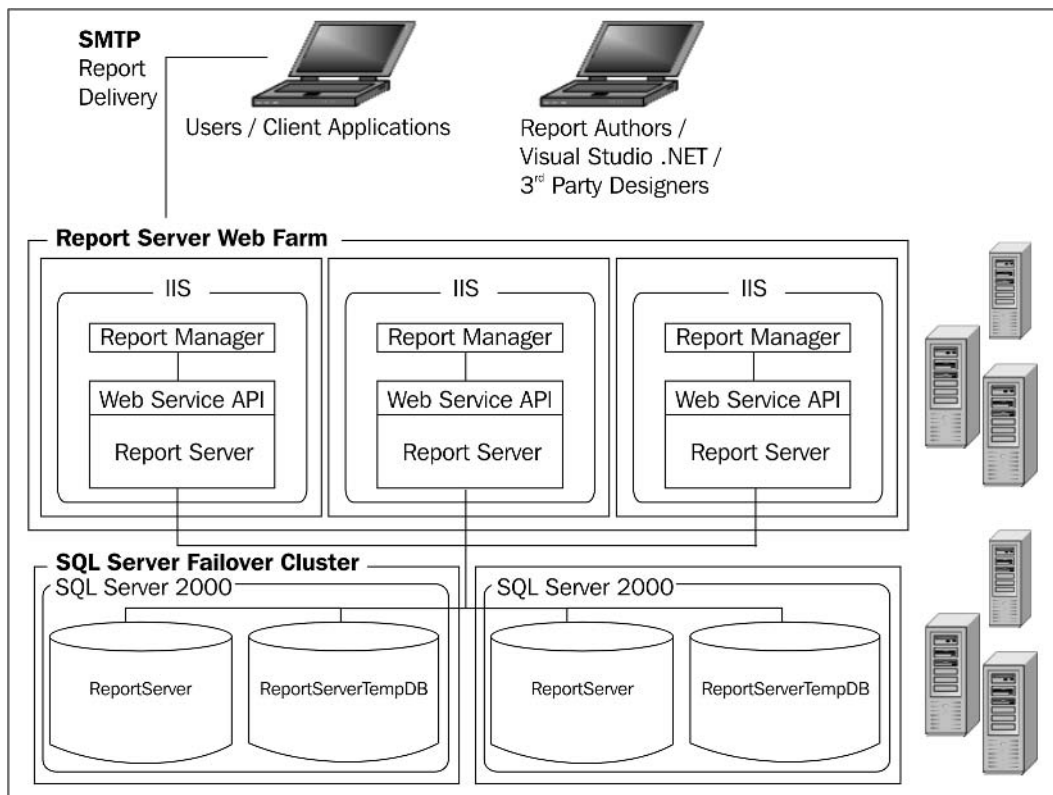 SMTP
Report
Delivery
Users / Client Applications
Report Authors /
Visual Studio .NET /
3rd Party Designers
Report Server Web Farm
IIS
Report Manager
Web Service API
Report Server
IIS
Report Manager
Web Service API
Report Server
IIS
Report Manager
Web Service API
Report Server
SQL Server Failover Cluster
SQL Server 2000
ReportServer
ReportServerTempDB
SQL Server 2000
ReportServer
ReportServerTempDB